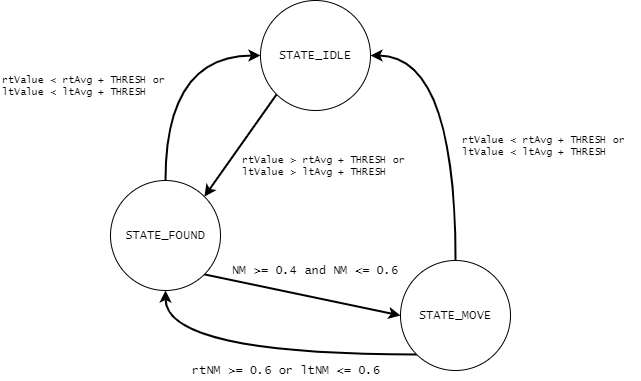 STATE_IDLE
rtValue < rtAvg + THRESH or
ltValue < ltAvg + THRESH
rtValue < rtAvg + THRESH or
ltValue < ltAvg + THRESH
rtValue > rtAvg + THRESH or
ltValue > ltAvg + THRESH
STATE_FOUND
NM >= 0.4 and NM <= 0.6
STATE_MOVE
rtNM >= 0.6 or ltNM <= 0.6